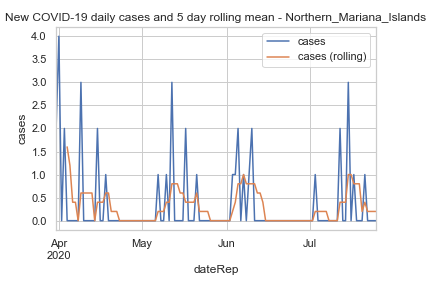 New COVID-19 daily cases and 5 day rolling mean - Northern_Mariana_Islands
cases
cases (rolling)
4.0
3.5
3.0
2.5
2.0
1.5
1.0
0.5
0.0
cases
Apr
2020
May
Jun
Jul
dateRep